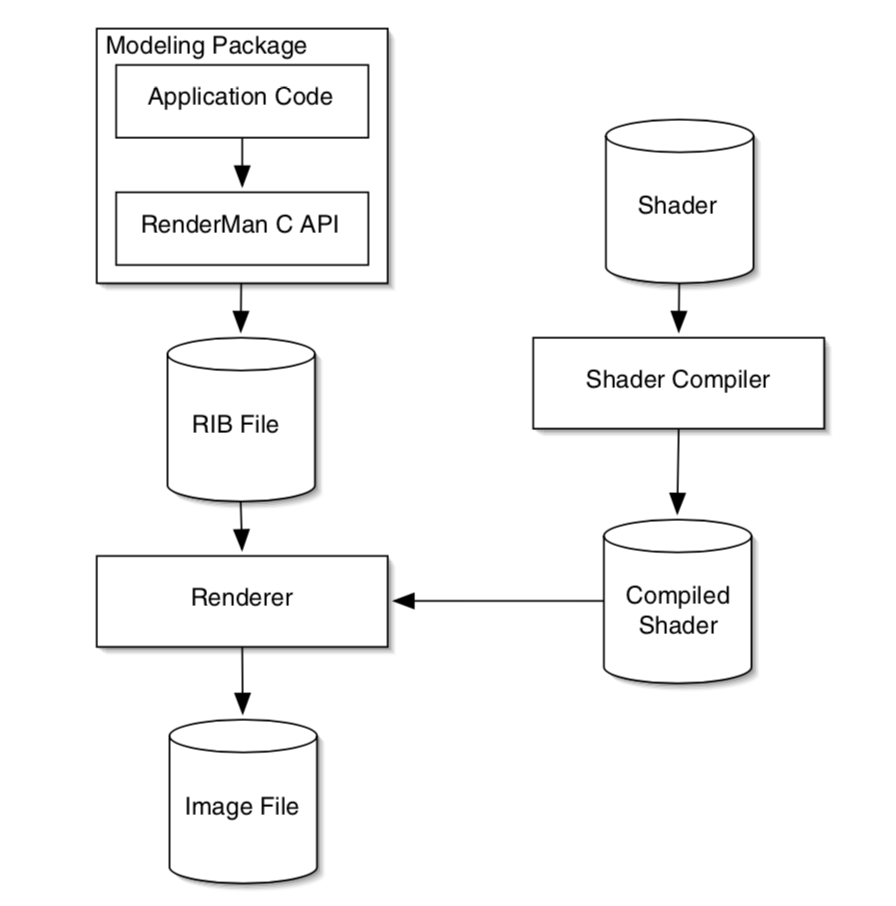 Modeling Package
Application Code
RenderMan C API
RIB File
Renderer
Image File
Shader
Shader Compiler
Compiled
Shader